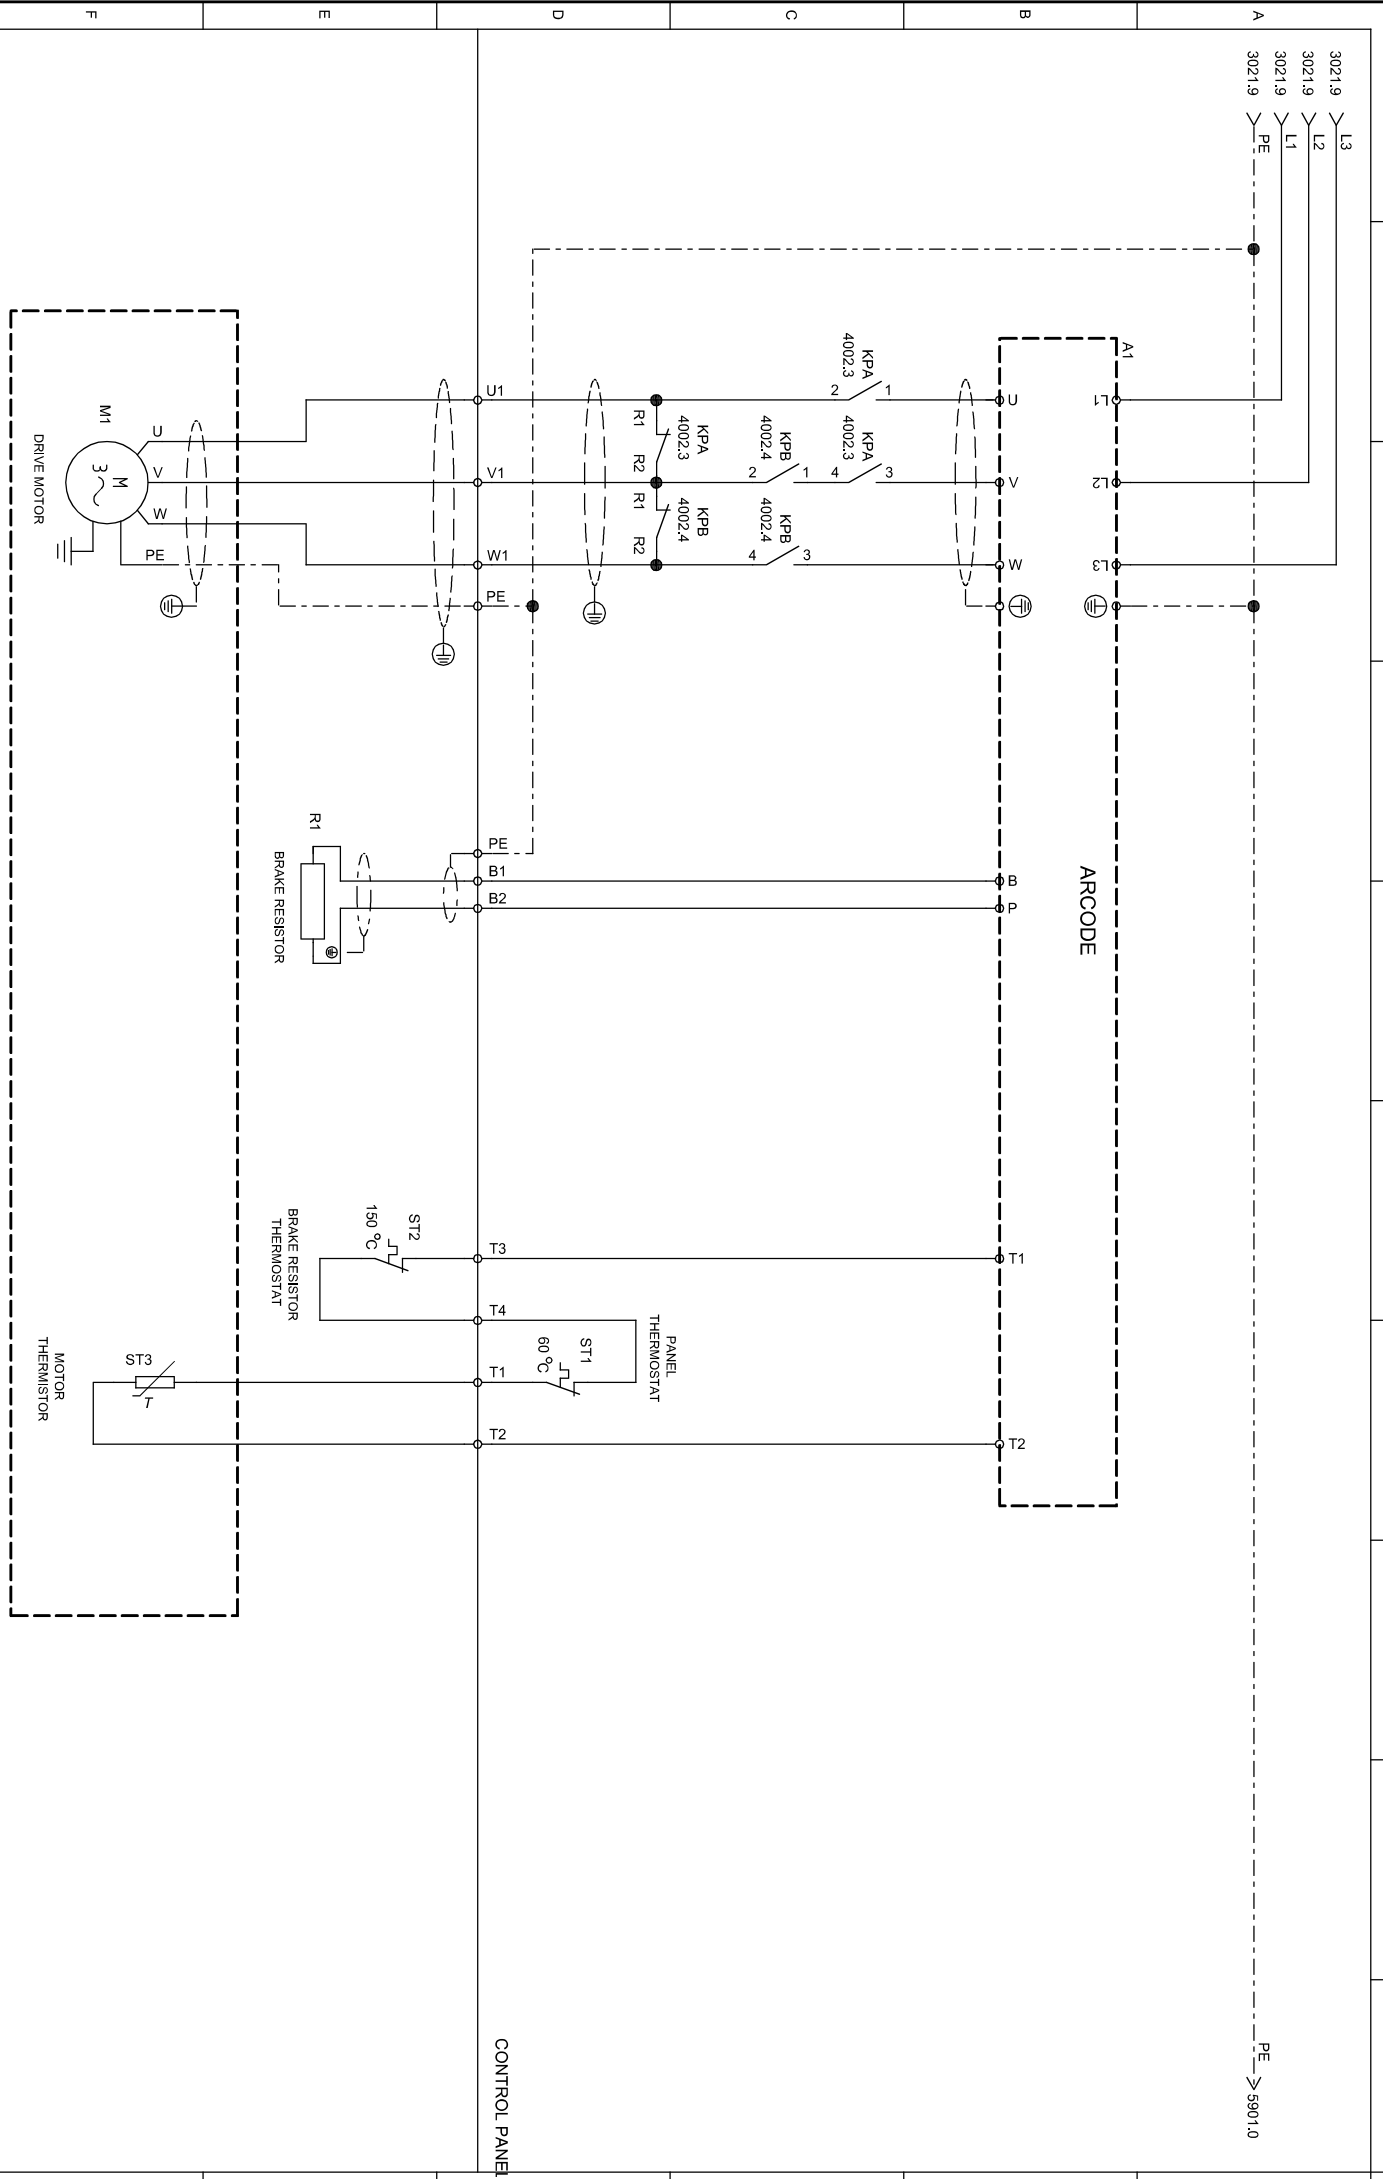 A
B
C
D
E
F
3021.9
L3
3021.9
L2
3021.9
L1
3021.9
PE
PE
5901.0
A1
L1
L2
L3
ARCODE
U
V
W
B
P
T1
T2
KPA
4002.3
1
2
KPA
4002.3
3
4
KPB
4002.4
1
2
KPB
4002.4
3
4
KPA
4002.3
R1
R2
KPB
4002.4
R1
R2
PANEL
THERMOSTAT
ST1
60 °C
U1
V1
W1
PE
PE
B1
B2
T3
T4
T1
T2
CONTROL PANEL
ST2
150 °C
BRAKE RESISTOR
THERMOSTAT
R1
BRAKE RESISTOR
U
V
W
PE
M1
M
3
DRIVE MOTOR
ST3
T
MOTOR
THERMISTOR